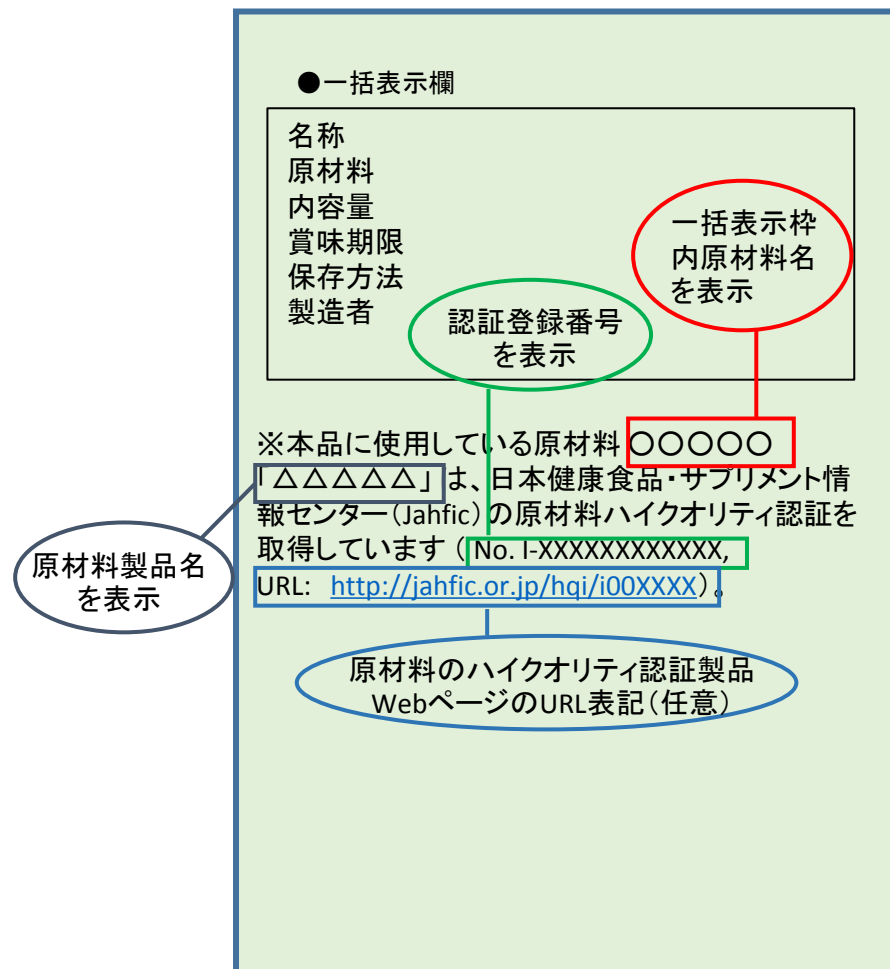 ●一括表示欄
名称
原材料
内容量
賞味期限
保存方法
製造者
一括表示枠
内原材料名
を表示
認証登録番号
を表示
※本品に使用している原材料 〇〇〇〇〇
「△△△△△」は、日本健康食品・サプリメント情
報センター(Jahfic)の原材料ハイクオリティ認証を
取得しています( No. I-XXXXXXXXXXXX,
URL: http://jahfic.or.jp/hqi/i00XXXX)。
原材料製品名
を表示
原材料のハイクオリティ認証製品
WebページのURL表記(任意)